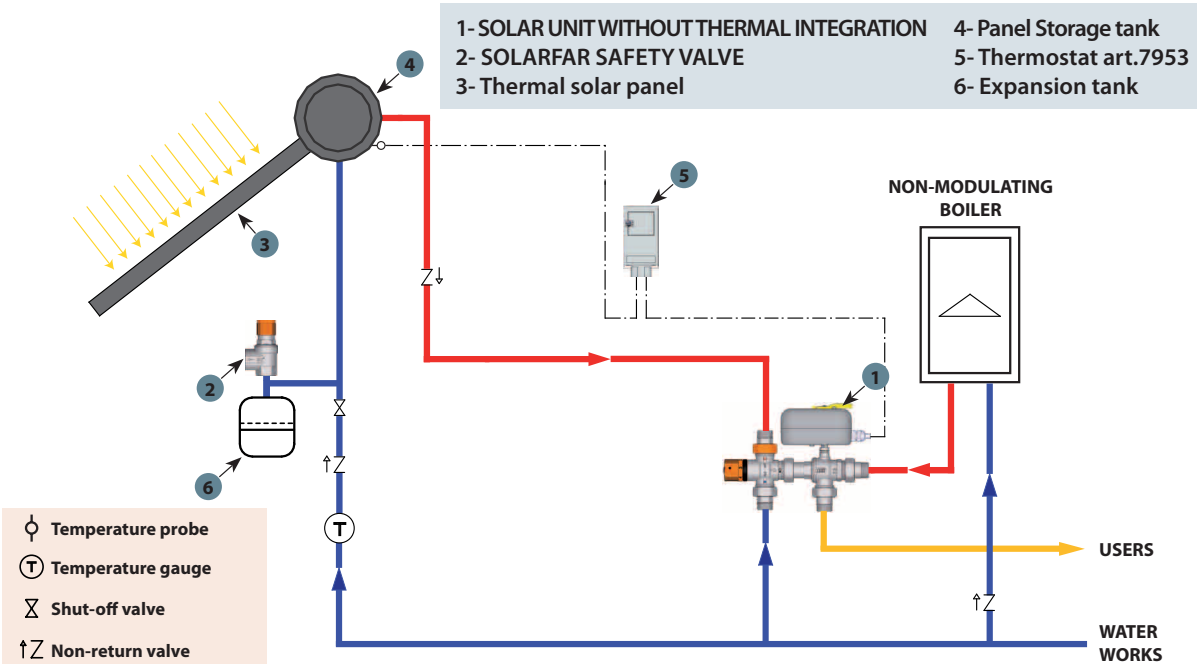 1- SOLAR UNIT WITHOUT THERMAL INTEGRATION
2- SOLARFAR SAFETY VALVE
3- Thermal solar panel
4- Panel Storage tank
5- Thermostat art.7953
6- Expansion tank
4
5
3
NON-MODULATING
BOILER
2
1
6
T
Temperature probe
T Temperature gauge
Shut-off valve
Non-return valve
USERS
WATER
WORKS